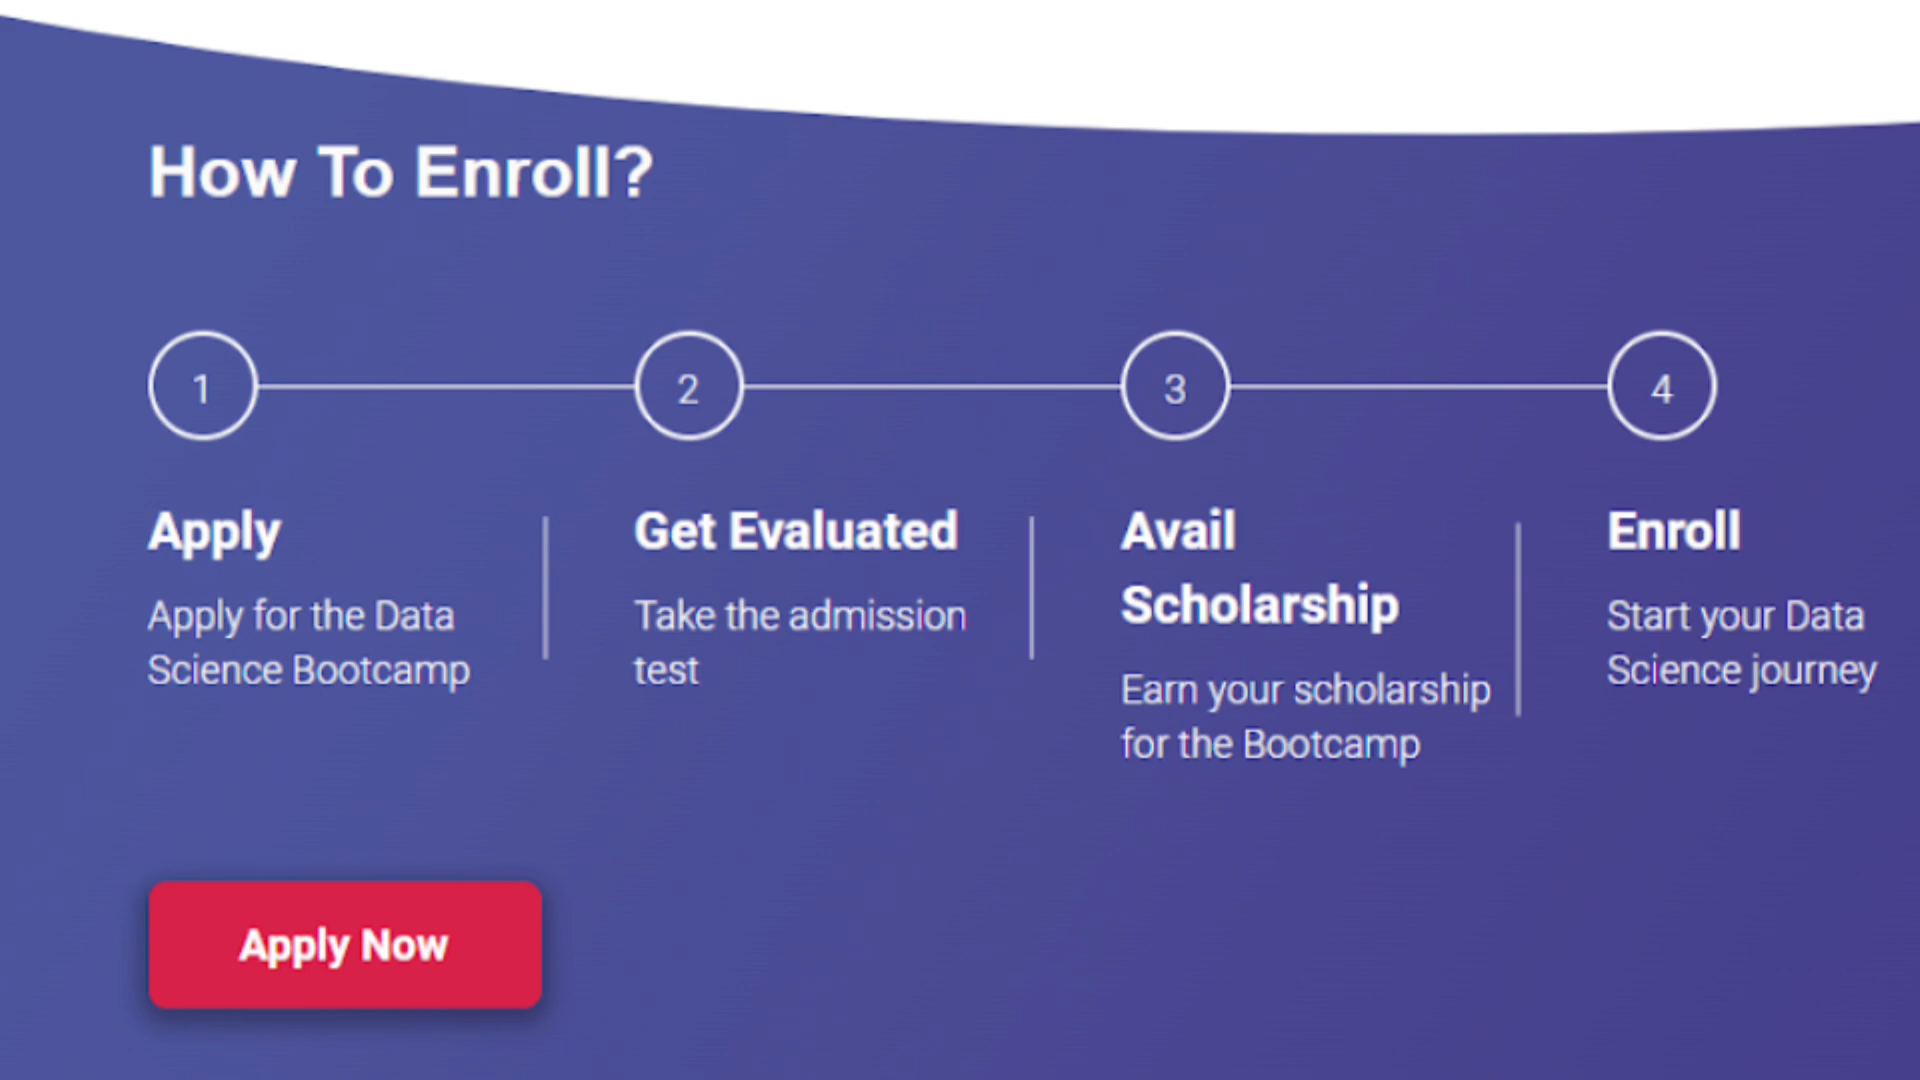 How To Enroll?
1
2
3
4
Apply
Apply for the Data
Science Bootcamp
Get Evaluated
Take the admission
test
Avail
Scholarship
Earn your scholarship
for the Bootcamp
Enroll
Start your Data
Science journey
Apply Now